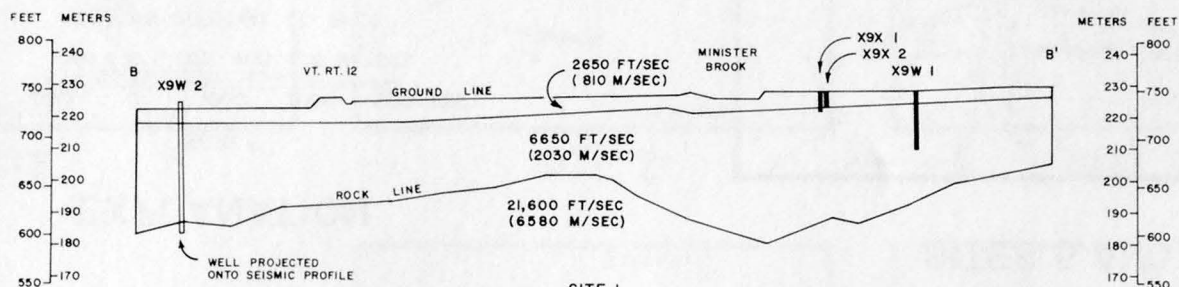 FEET METERS
METERS FEET
800
240
750
230
220
700
210
650
200
190
600
180
550
170
B
X9W 2
VT. RT. 12
GROUND LINE
2650 FT/SEC
(810 M/SEC)
MINISTER
BROOK
X9X 1
X9X 2
X9W 1
B'
6650 FT/SEC
(2030 M/SEC)
ROCK LINE
21,600 FT/SEC
(6580 M/SEC)
WELL PROJECTED
ONTO SEISMIC PROFILE
240
800
230
750
220
210
700
200
650
190
180
600
170
550